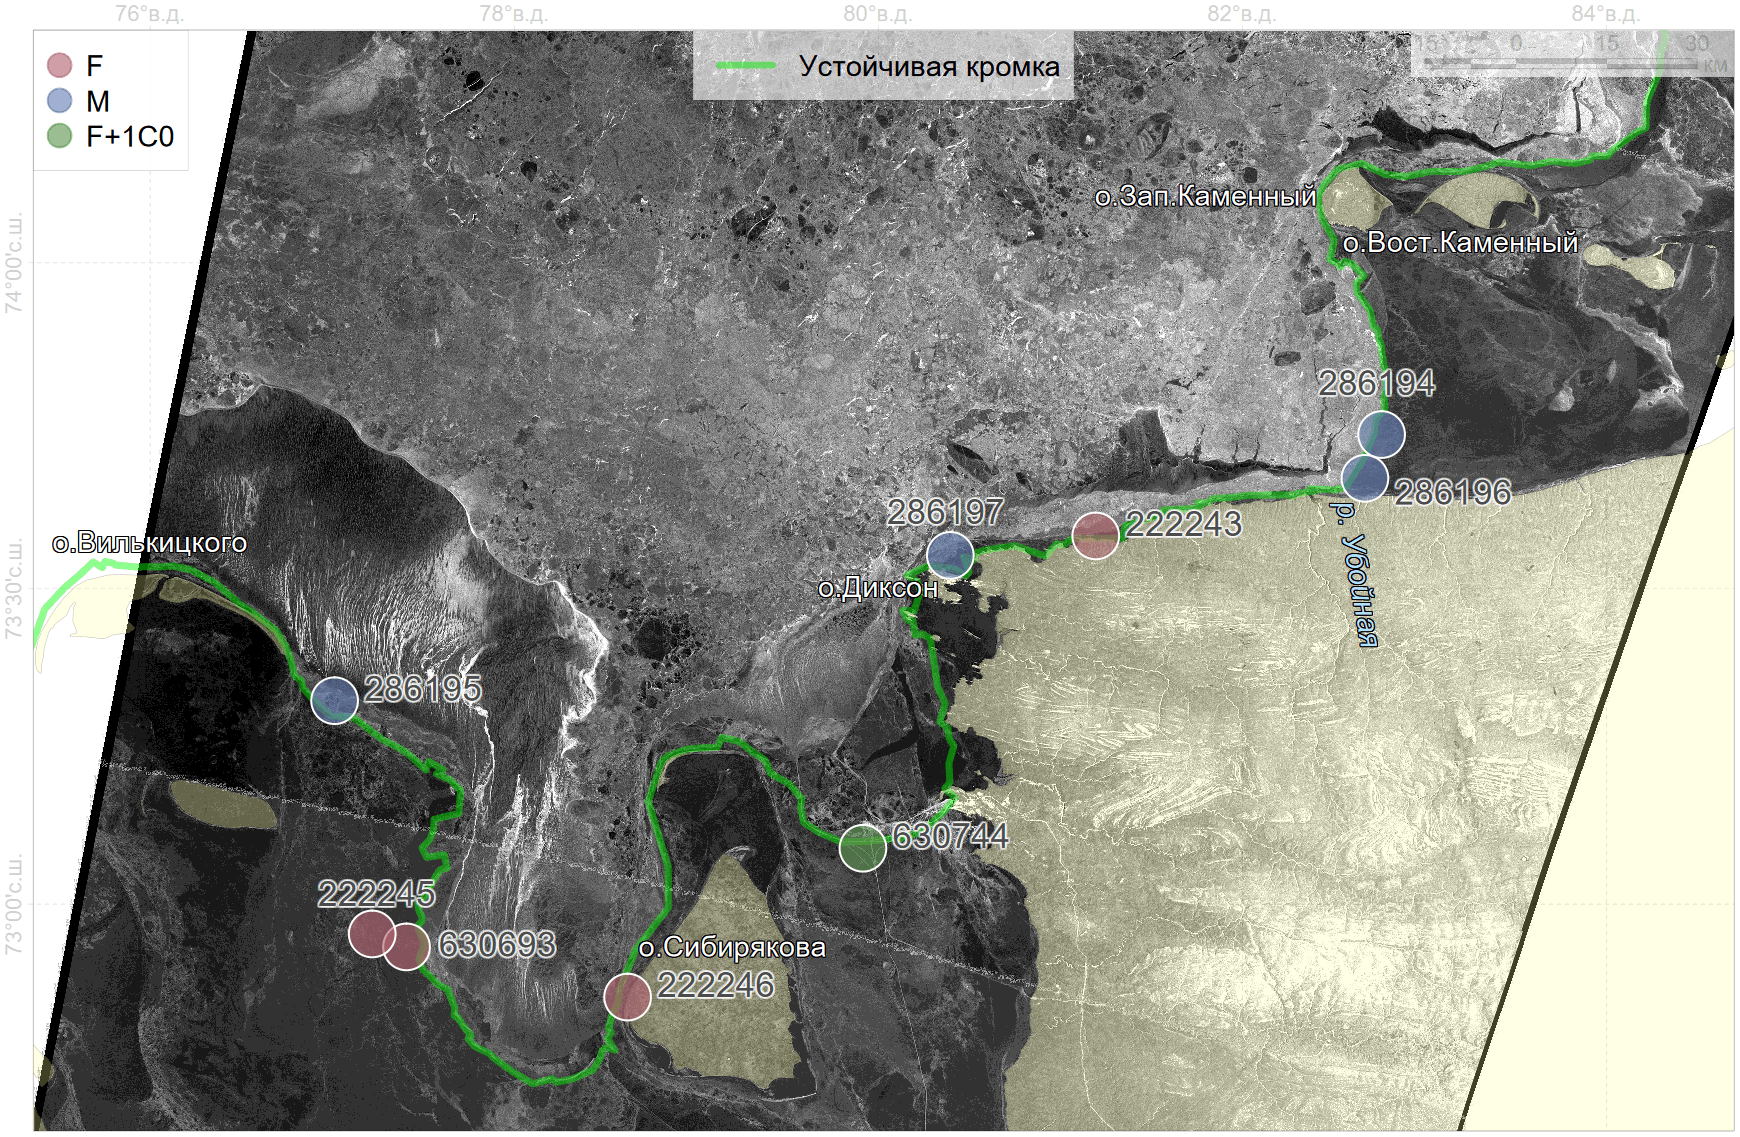 76°в.д.
78°в.д.
80°в.д.
82°в.д.
84°в.д.
F
M
F+1C0
Устойчивая кромка
15
0
15
30
км
о.Зап.Каменный
74°00'с.ш.
о.Вост.Каменный
286194
286196
286197
222243
р. Убойная
о.Вилькицкого
о.Диксон
73°30'с.ш.
286195
630744
222245
73°00'с.ш.
630693
о.Сибирякова
222246